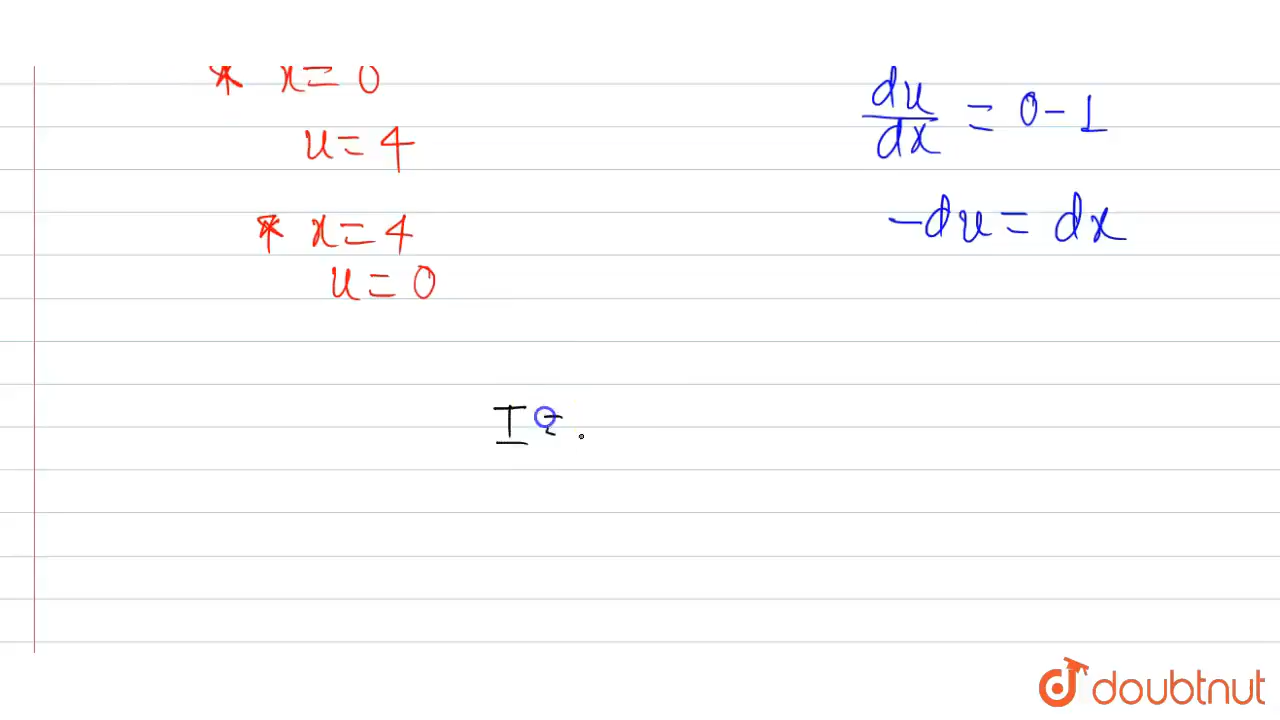 * x = 0
u = 4
* x = 4
u = 0
du/dx = 0 - 1
-du = dx
I =
doubtnut